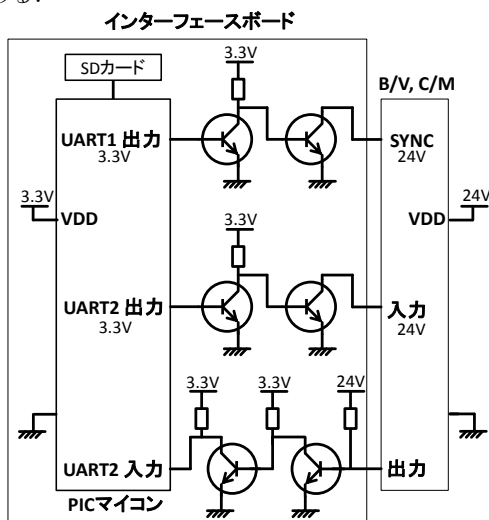 インターフェースボード
3.3V
SDカード
B/V, C/M
UART1 出力
3.3V
SYNC
24V
3.3V
VDD
VDD
24V
3.3V
UART2 出力
3.3V
入力
24V
3.3V
3.3V
24V
UART2 入力
出力
PICマイコン